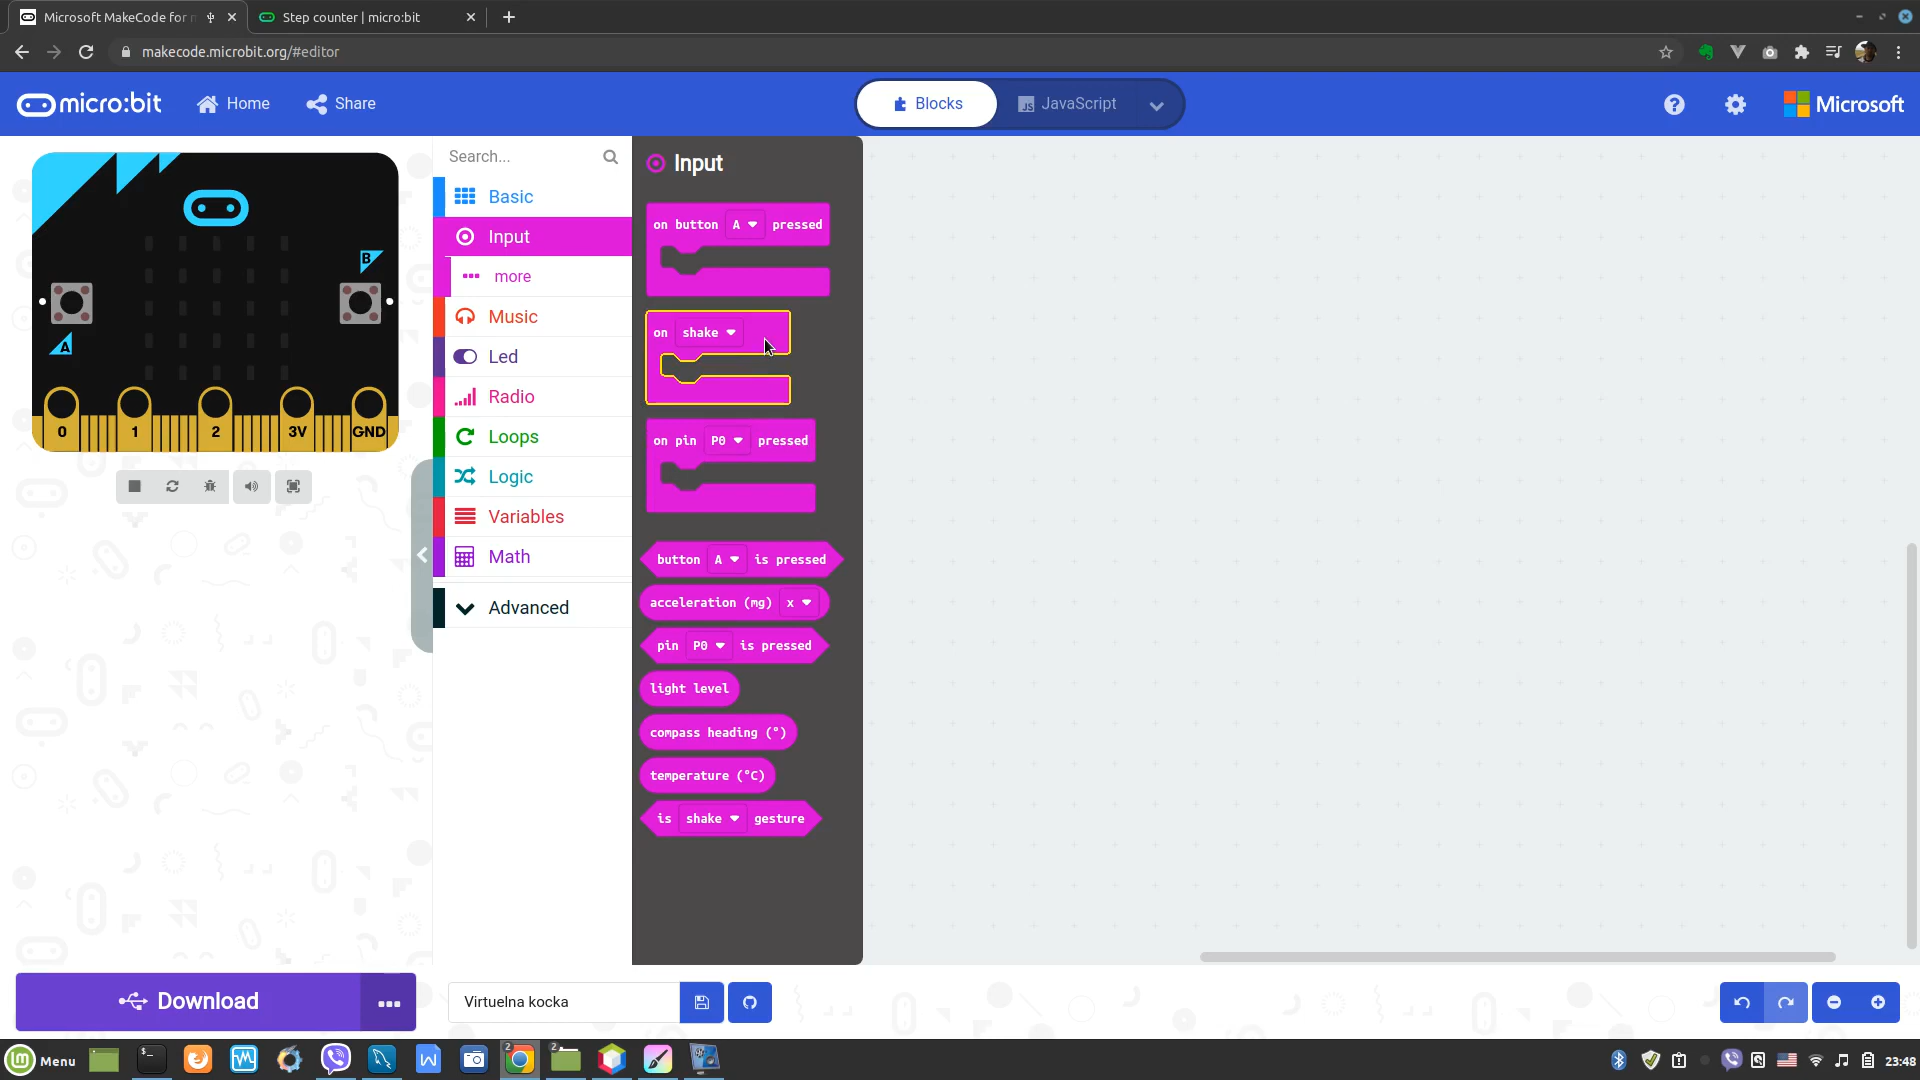 Microsoft MakeCode for m
Step counter | micro:bit
makecode.microbit.org/#editor
micro:bit
Home
Share
Blocks
JS
JavaScript
?
Microsoft
B
A
0
1
2
3V
GND
Search...
Basic
Input
more
Music
Led
Radio
Loops
Logic
Variables
Math
Advanced
Input
on button A pressed
on shake
on pin P0 pressed
button A is pressed
acceleration (mg) x
pin P0 is pressed
light level
compass heading (°)
temperature (°C)
is shake gesture
Download
Virtuelna kocka
Menu
2
2
23:48